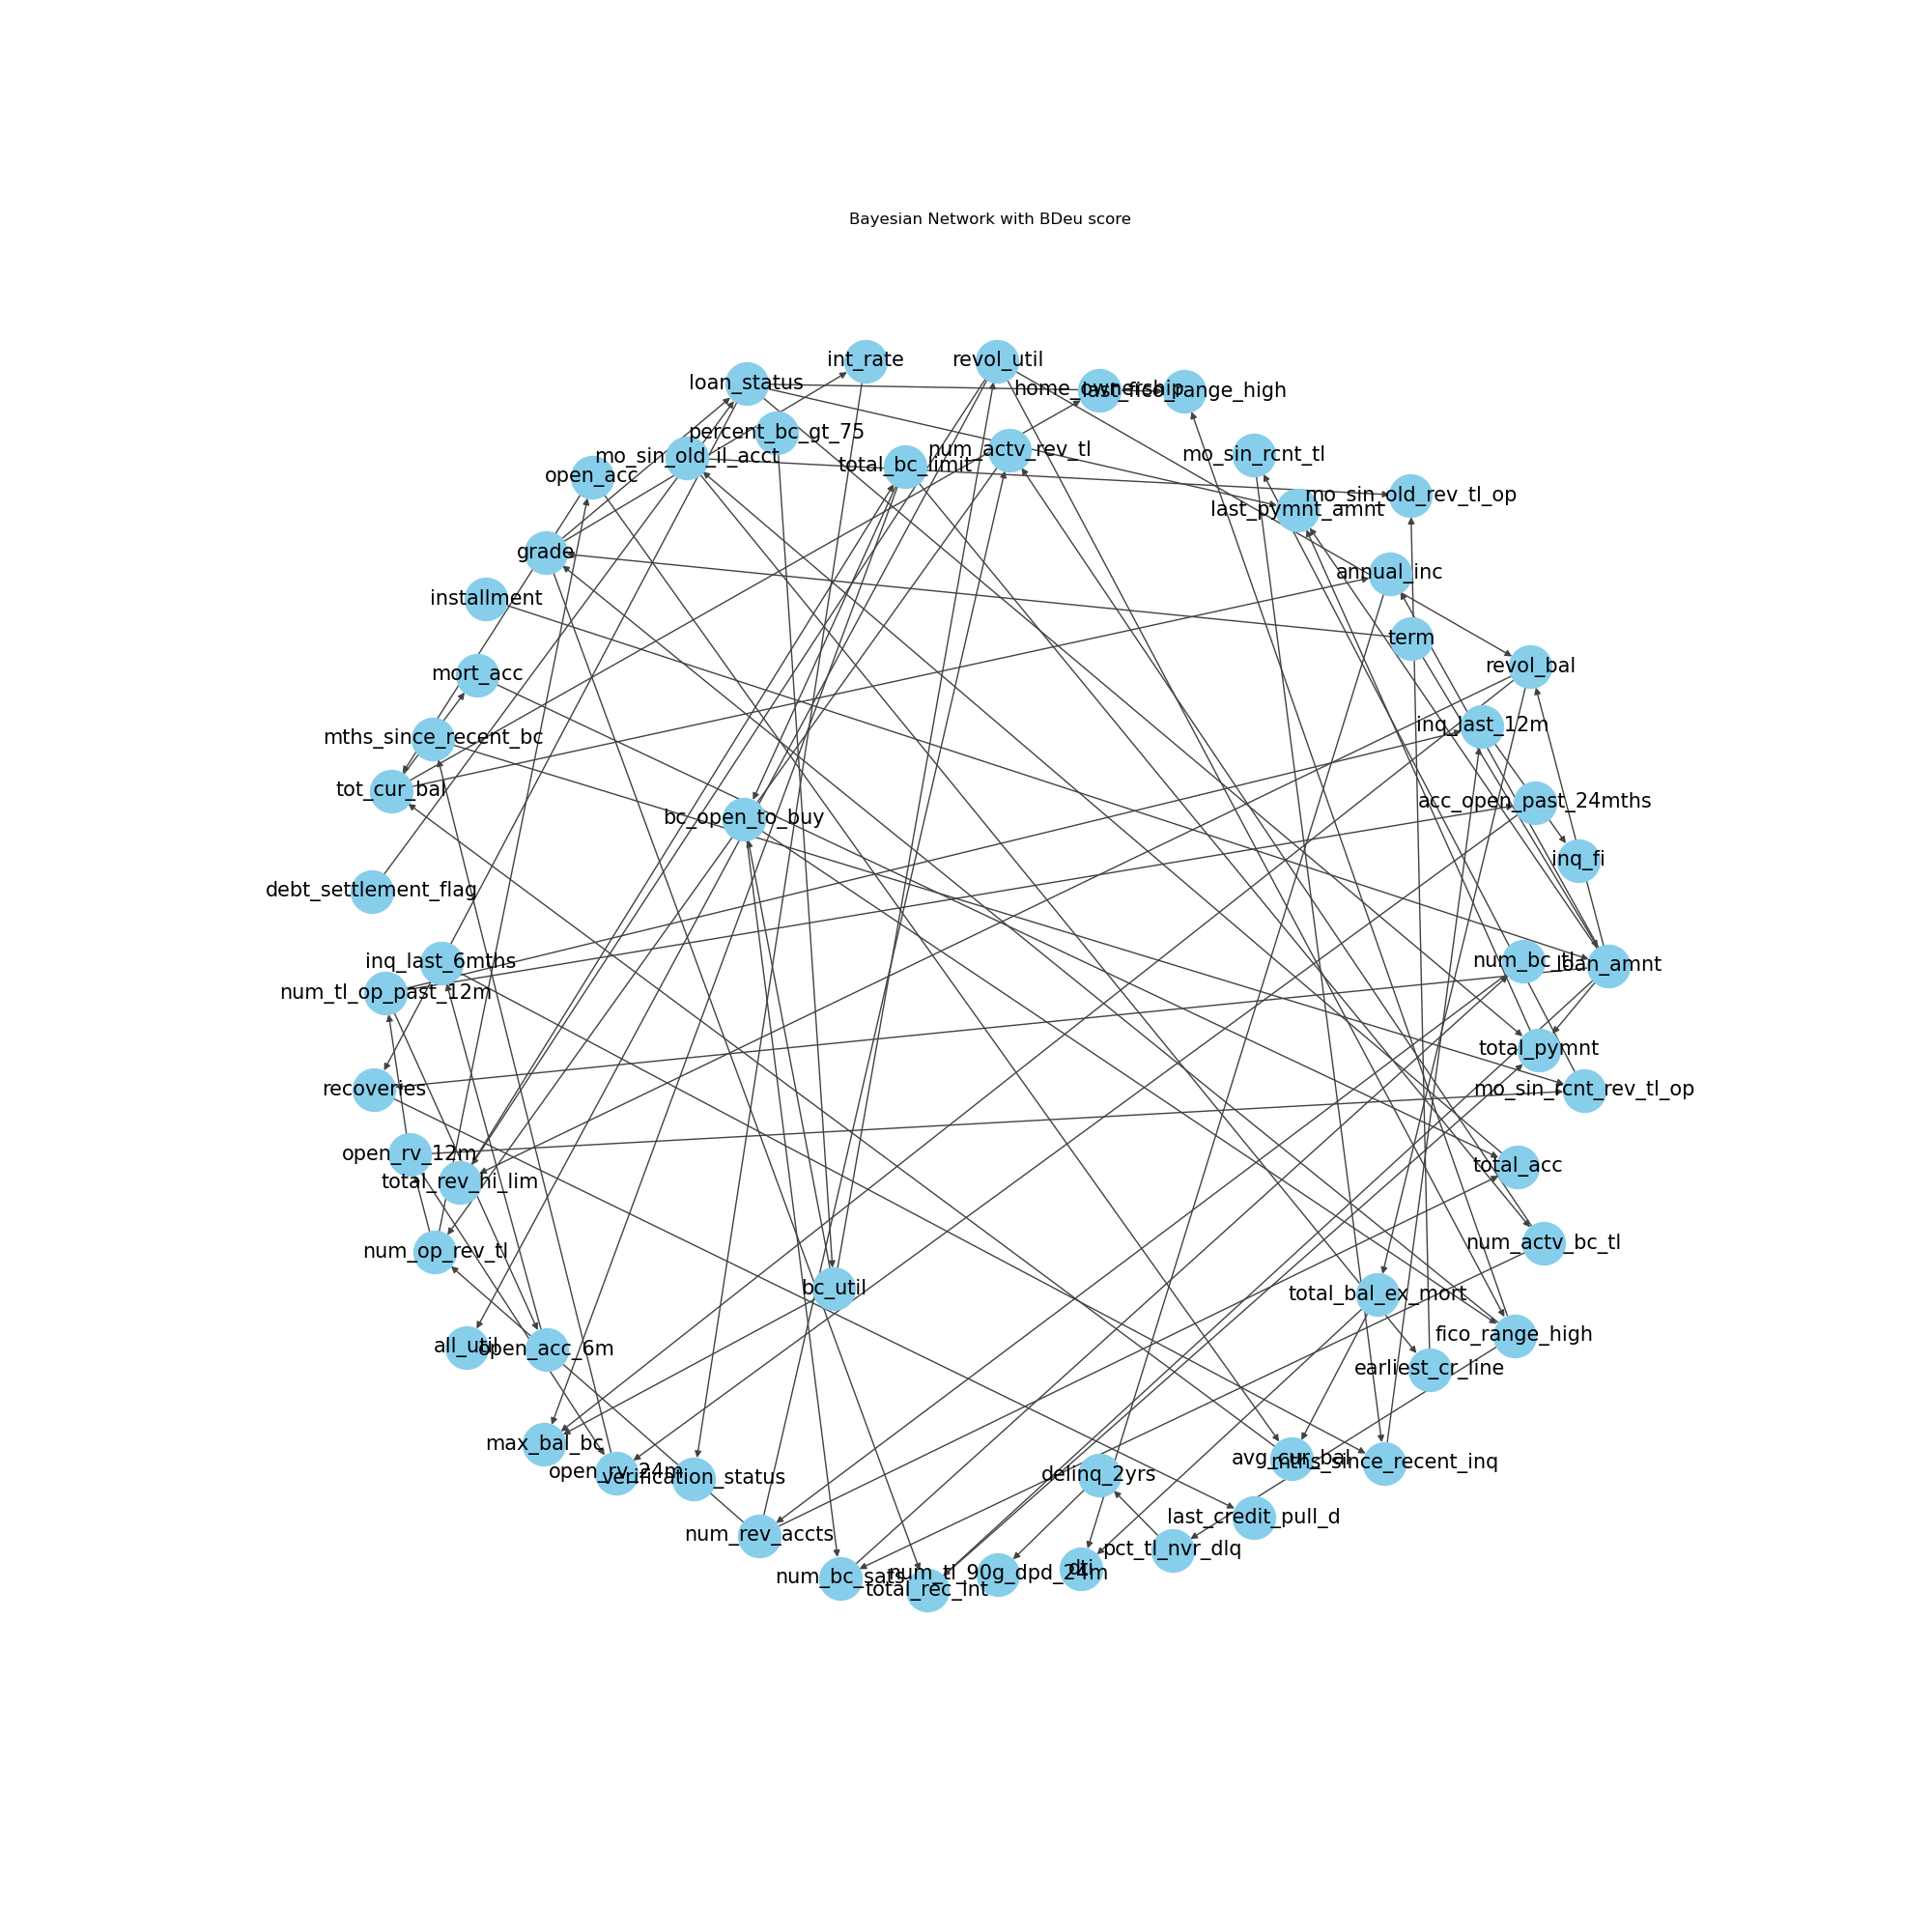 Bayesian Network with BDeu score
int_rate
revol_util
loan_status
home_ownership
last_fico_range_high
percent_bc_gt_75
num_actv_rev_tl
mo_sin_rcnt_tl
mo_sin_old_il_acct
total_bc_limit
open_acc
mo_sin_old_rev_tl_op
last_pymnt_amnt
grade
annual_inc
installment
term
revol_bal
mort_acc
inq_last_12m
mths_since_recent_bc
tot_cur_bal
acc_open_past_24mths
bc_open_to_buy
inq_fi
debt_settlement_flag
inq_last_6mths
num_bc_tl
loan_amnt
num_tl_op_past_12m
total_pymnt
recoveries
mo_sin_rcnt_rev_tl_op
open_rv_12m
total_acc
total_rev_hi_lim
num_op_rev_tl
num_actv_bc_tl
bc_util
total_bal_ex_mort
fico_range_high
all_util
open_acc_6m
earliest_cr_line
max_bal_bc
avg_cur_bal
mths_since_recent_inq
open_rv_24m
verification_status
delinq_2yrs
last_credit_pull_d
num_rev_accts
pct_tl_nvr_dlq
num_bc_sats
num_tl_90g_dpd_24m
dti
total_rec_int